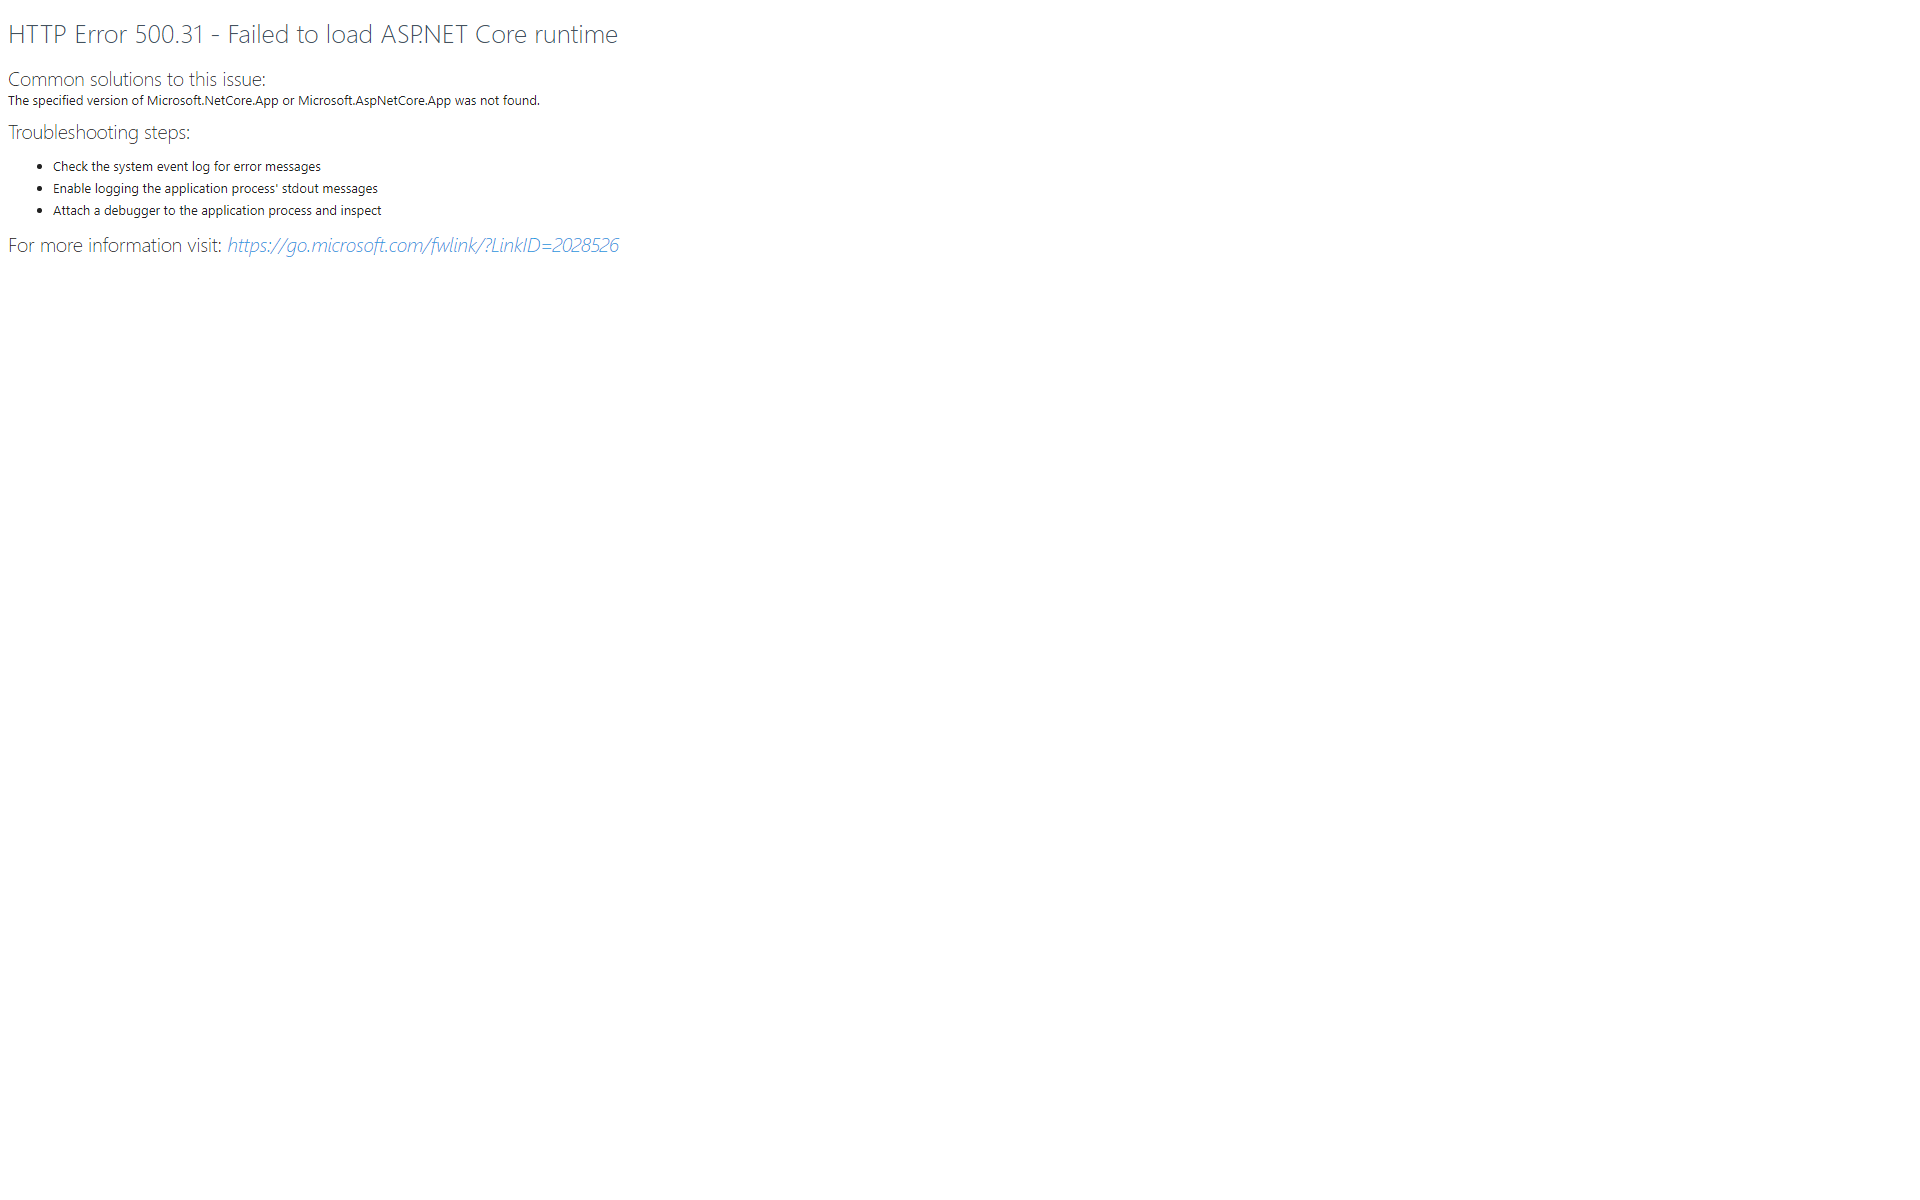 HTTP Error 500.31 - Failed to load ASP.NET Core runtime
Common solutions to this issue:
The specified version of Microsoft.NetCore.App or Microsoft.AspNetCore.App was not found.
Troubleshooting steps:
• Check the system event log for error messages
• Enable logging the application process' stdout messages
• Attach a debugger to the application process and inspect
For more information visit: https://go.microsoft.com/fwlink/?LinkID=2028526